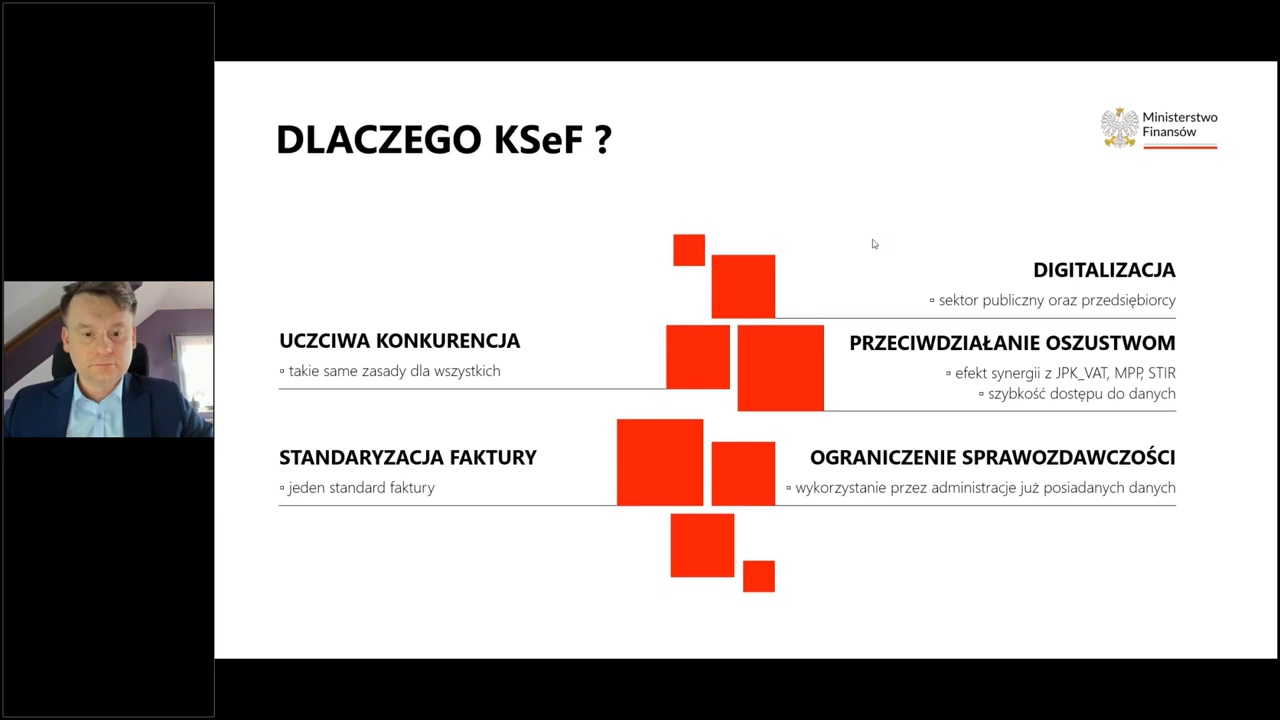 DLACZEGO KSeF ?
Ministerstwo
Finansów
DIGITALIZACJA
▫ sektor publiczny oraz przedsiębiorcy
UCZCIWA KONKURENCJA
▫ takie same zasady dla wszystkich
PRZECIWDZIAŁANIE OSZUSTWOM
▫ efekt synergii z JPK_VAT, MPP, STIR
▫ szybkość dostępu do danych
STANDARYZACJA FAKTURY
▫ jeden standard faktury
OGRANICZENIE SPRAWOZDAWCZOŚCI
▫ wykorzystanie przez administracje już posiadanych danych